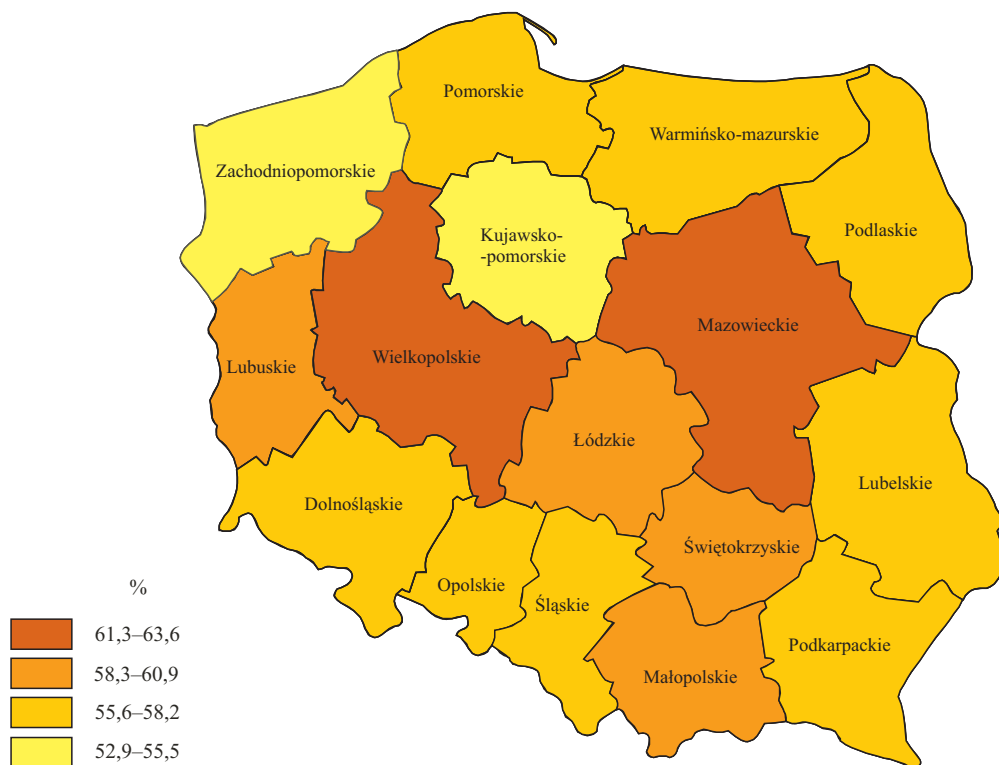 Pomorskie
Warmińsko-mazurskie
Zachodniopomorskie
Kujawsko-
-pomorskie
Podlaskie
Mazowieckie
Wielkopolskie
Lubuskie
Łódzkie
Lubelskie
Dolnośląskie
Świętokrzyskie
Opolskie
Śląskie
Podkarpackie
Małopolskie
%
61,3–63,6
58,3–60,9
55,6–58,2
52,9–55,5